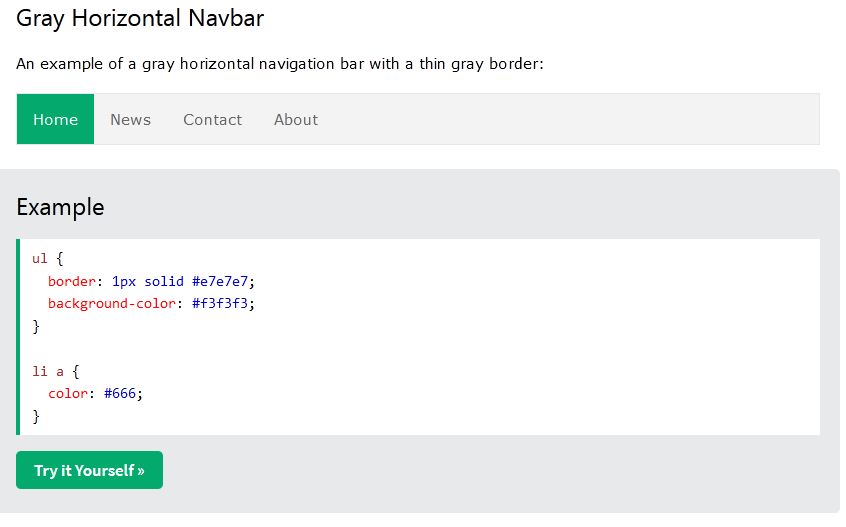 Gray Horizontal Navbar
An example of a gray horizontal navigation bar with a thin gray border:
Home News Contact About
Example
ul {
  border: 1px solid #e7e7e7;
  background-color: #f3f3f3;
}
li a {
  color: #666;
}
Try it Yourself »